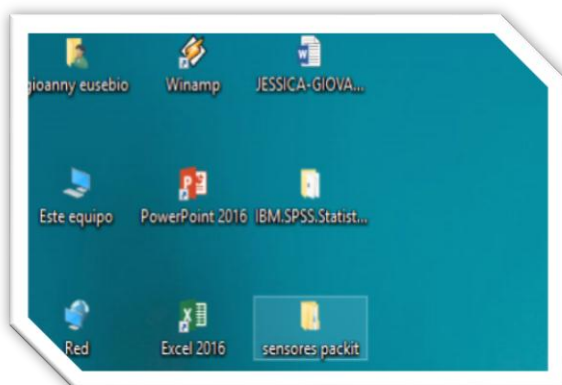 gioanny eusebio Winamp JESSICA-GIOVA...
Este equipo PowerPoint 2016 IBM.SPSS.Statist...
Red Excel 2016 sensores packit